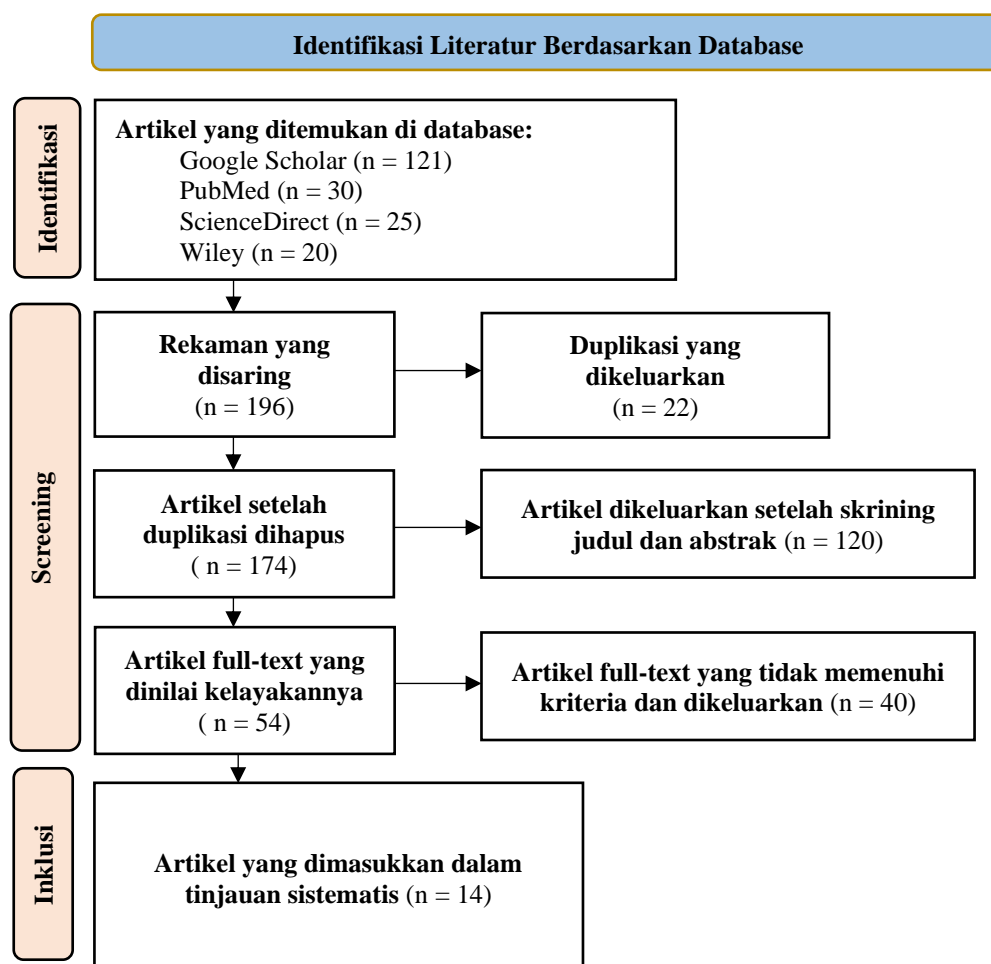 Identifikasi Literatur Berdasarkan Database
Identifikasi
Artikel yang ditemukan di database:
Google Scholar (n = 121)
PubMed (n = 30)
ScienceDirect (n = 25)
Wiley (n = 20)
Screening
Rekaman yang
disaring
(n = 196)
Duplikasi yang
dikeluarkan
(n = 22)
Artikel setelah
duplikasi dihapus
( n = 174)
Artikel dikeluarkan setelah skrining
judul dan abstrak (n = 120)
Artikel full-text yang
dinilai kelayakannya
( n = 54)
Artikel full-text yang tidak memenuhi
kriteria dan dikeluarkan (n = 40)
Inklusi
Artikel yang dimasukkan dalam
tinjauan sistematis (n = 14)